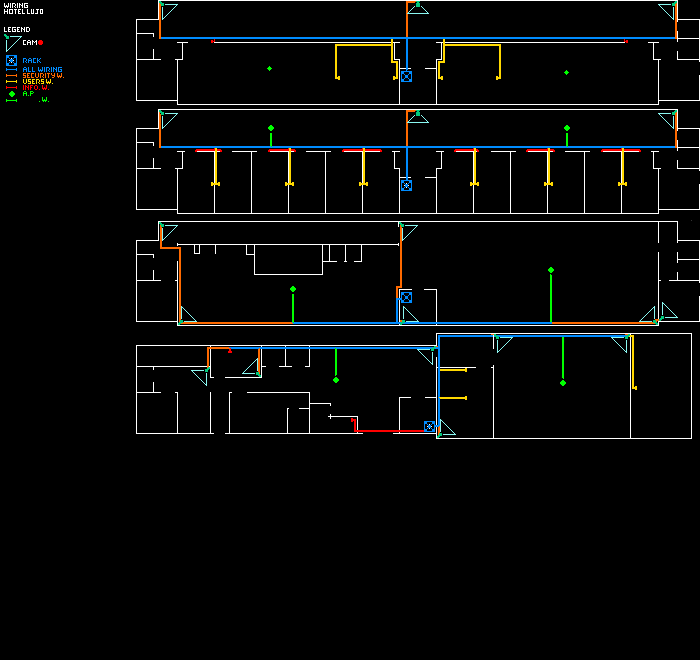 WIRING
HOTEL LUJO
LEGEND
CAM
RACK
ALL WIRING
SECURITY W.
USERS W.
INFO. W.
A.P
. W.